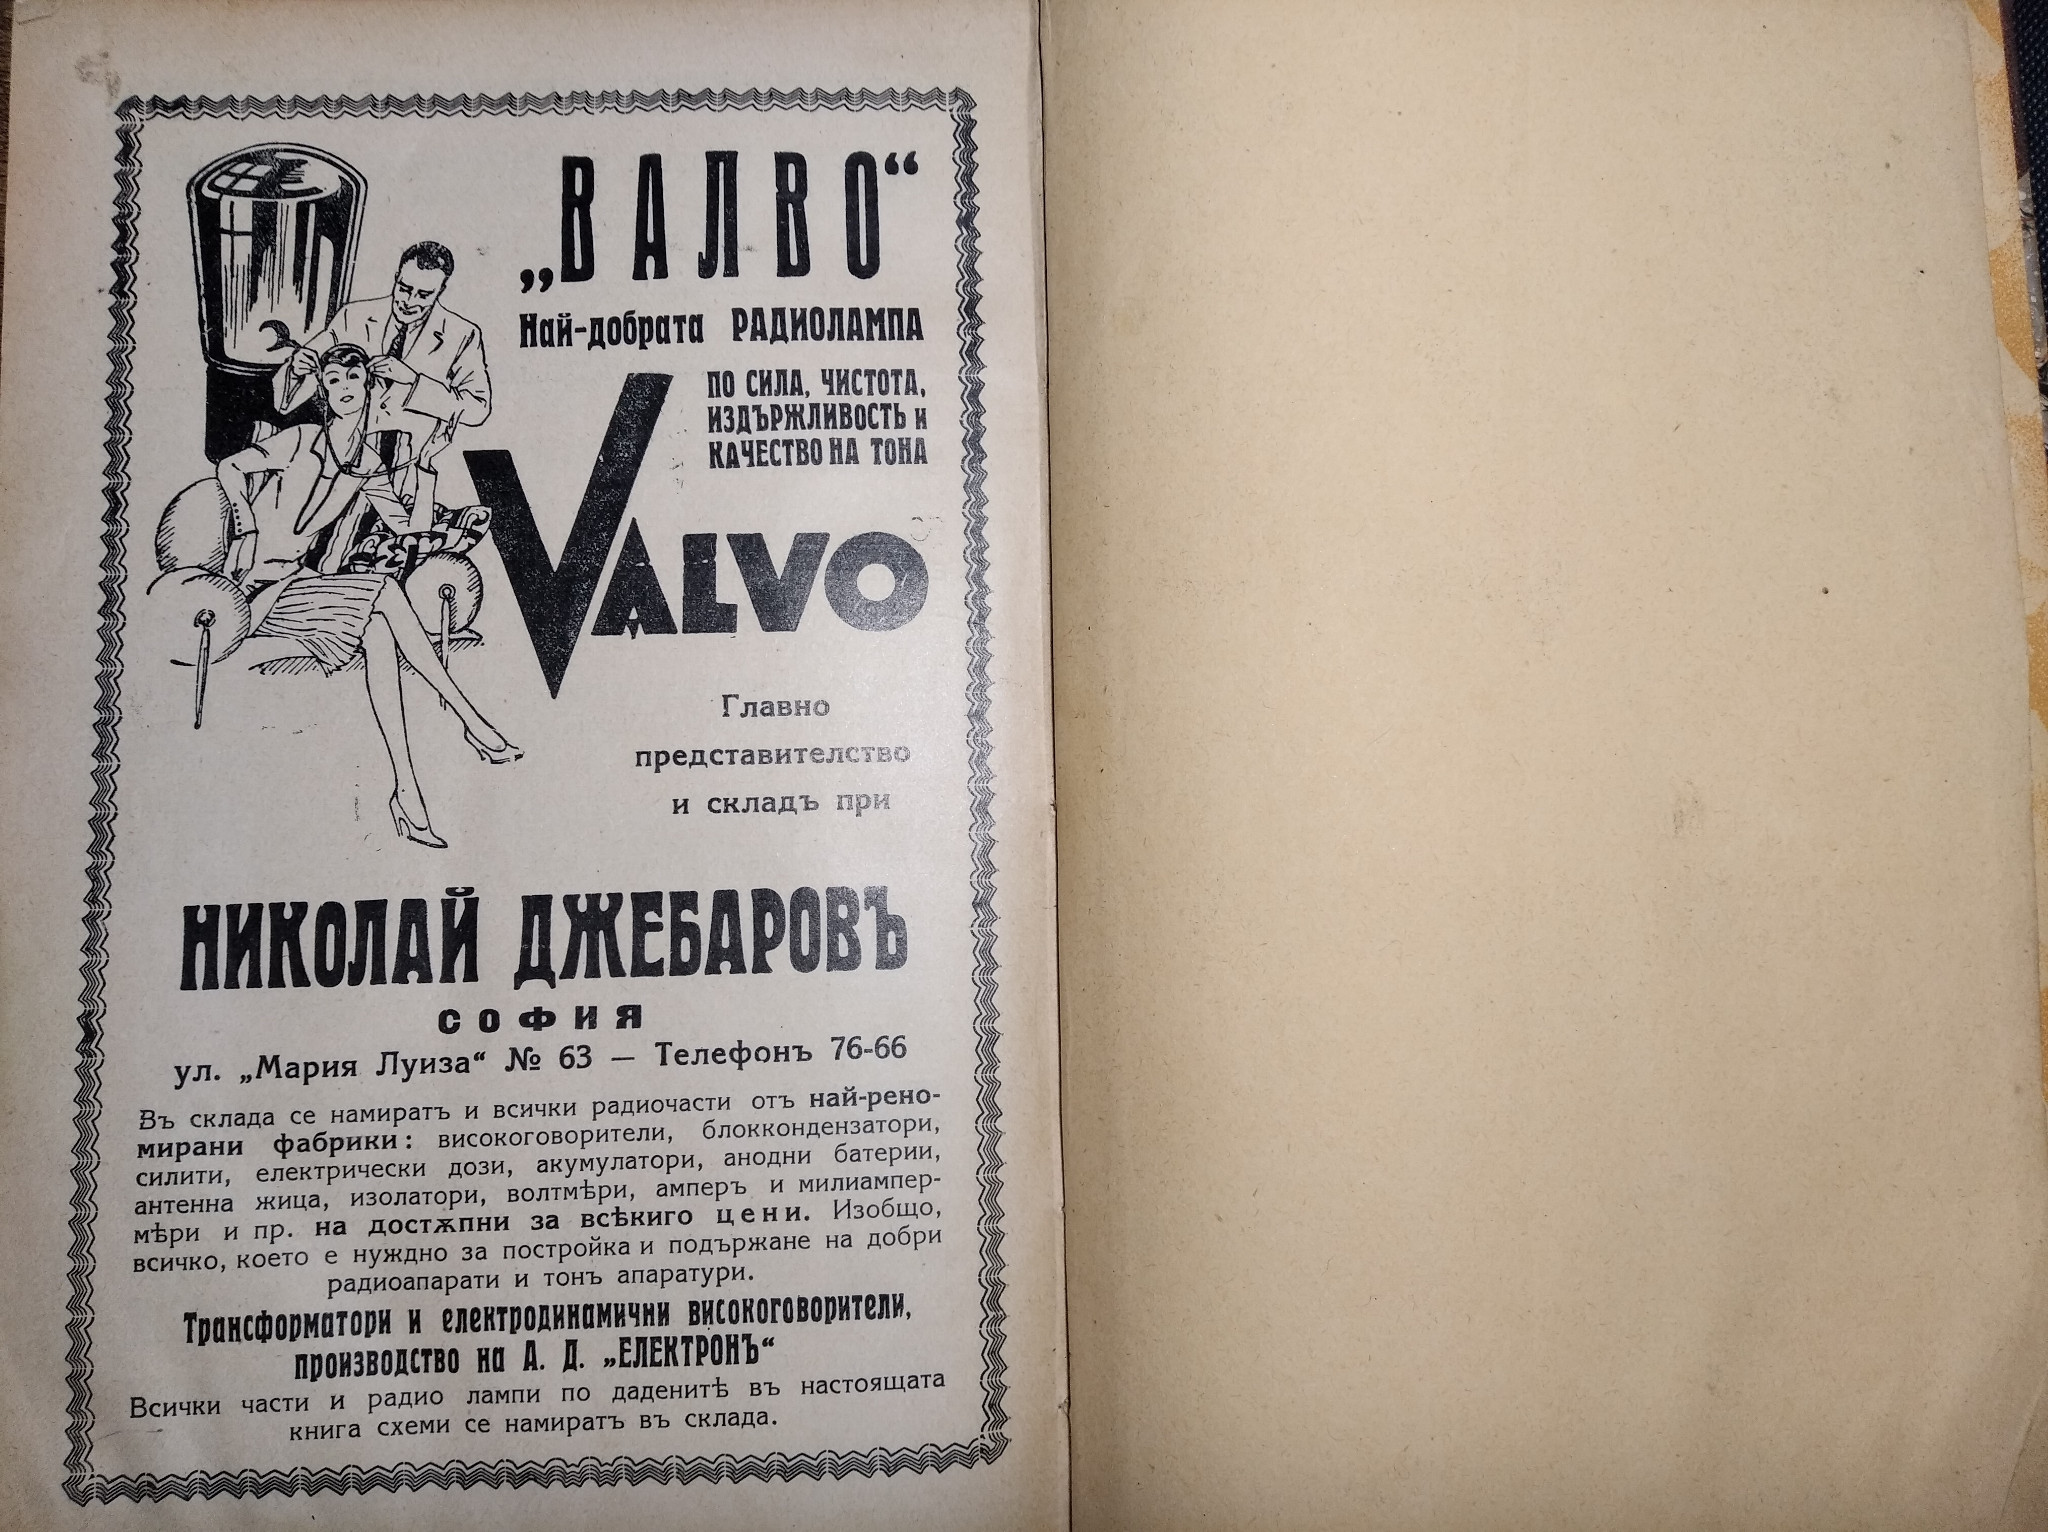 „ВАЛВО“
Най-добрата РАДИОЛАМПА
ПО СИЛА, ЧИСТОТА,
ИЗДЪРЖЛИВОСТЬ и
КАЧЕСТВО НА ТОНА
VALVO
Главно
представителство
и складъ при
НИКОЛАЙ ДЖЕБАРОВЪ
СОФИЯ
ул. „Мария Луиза“ № 63 — Телефонъ 76-66
Въ склада се намиратъ и всички радиочасти отъ най-рено-
мирани фабрики: високоговорители, блоккондензатори,
силити, електрически дози, акумулатори, анодни батерии,
антенна жица, изолатори, волтмѣри, амперъ и милиампер-
мѣри и пр. на достѫпни за всѣкиго цени. Изобщо,
всичко, което е нуждно за постройка и подържане на добри
радиоапарати и тонъ апаратури.
Трансформатори и електродинамични високоговорители,
производство на А. Д. „ЕЛЕКТРОНЪ“
Всички части и радио лампи по даденитѣ въ настоящата
книга схеми се намиратъ въ склада.